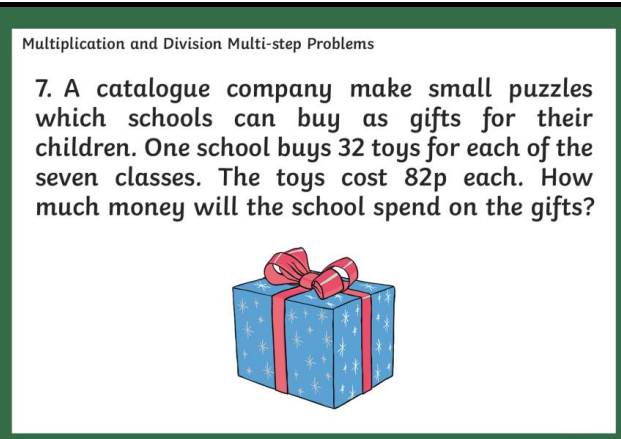 Multiplication and Division Multi-step Problems
7. A catalogue company make small puzzles
which schools can buy as gifts for their
children. One school buys 32 toys for each of the
seven classes. The toys cost 82p each. How
much money will the school spend on the gifts?